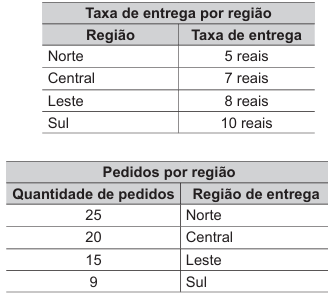 Taxa de entrega por região
Região Taxa de entrega
Norte 5 reais
Central 7 reais
Leste 8 reais
Sul 10 reais
Pedidos por região
Quantidade de pedidos Região de entrega
25 Norte
20 Central
15 Leste
9 Sul